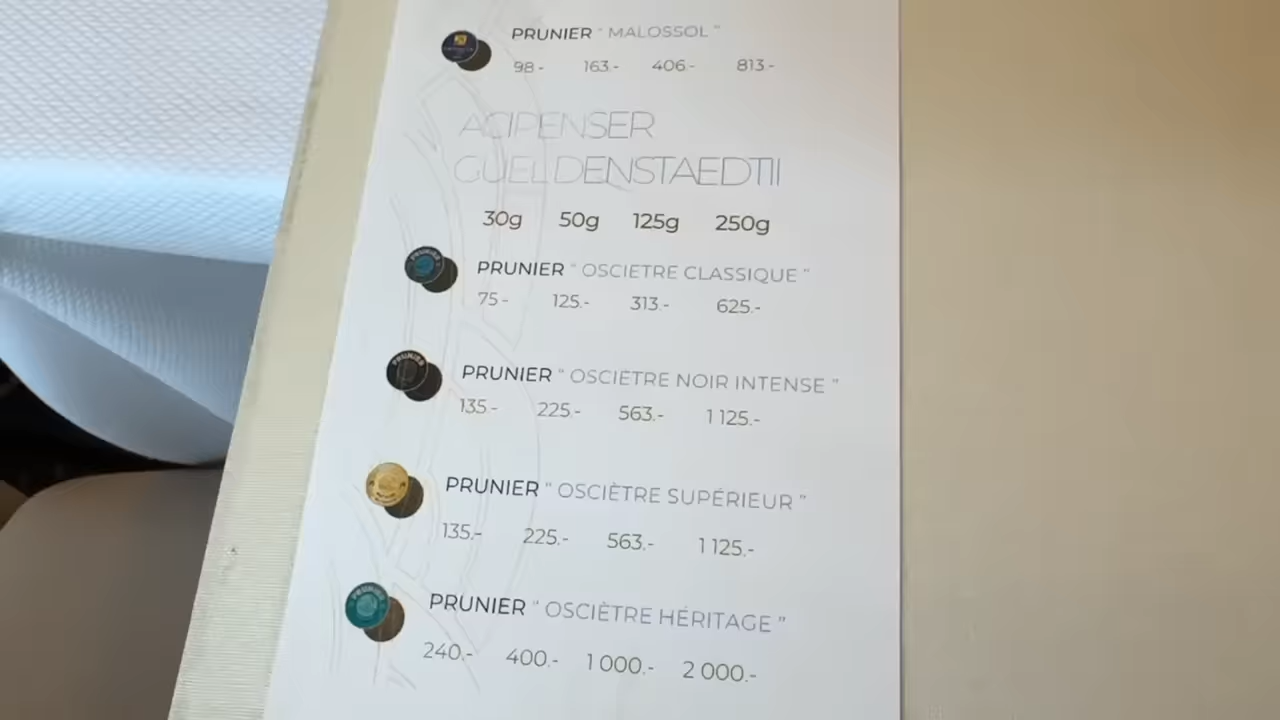 PRUNIER " MALOSSOL "
98.- 163.- 406.- 813.-
ACIPENSER
GUELDENSTAEDTII
30g 50g 125g 250g
PRUNIER " OSCIETRE CLASSIQUE "
75.- 125.- 313.- 625.-
PRUNIER " OSCIÈTRE NOIR INTENSE "
135.- 225.- 563.- 1 125.-
PRUNIER " OSCIÈTRE SUPÉRIEUR "
135.- 225.- 563.- 1 125.-
PRUNIER " OSCIÈTRE HÉRITAGE "
240.- 400.- 1 000.- 2 000.-